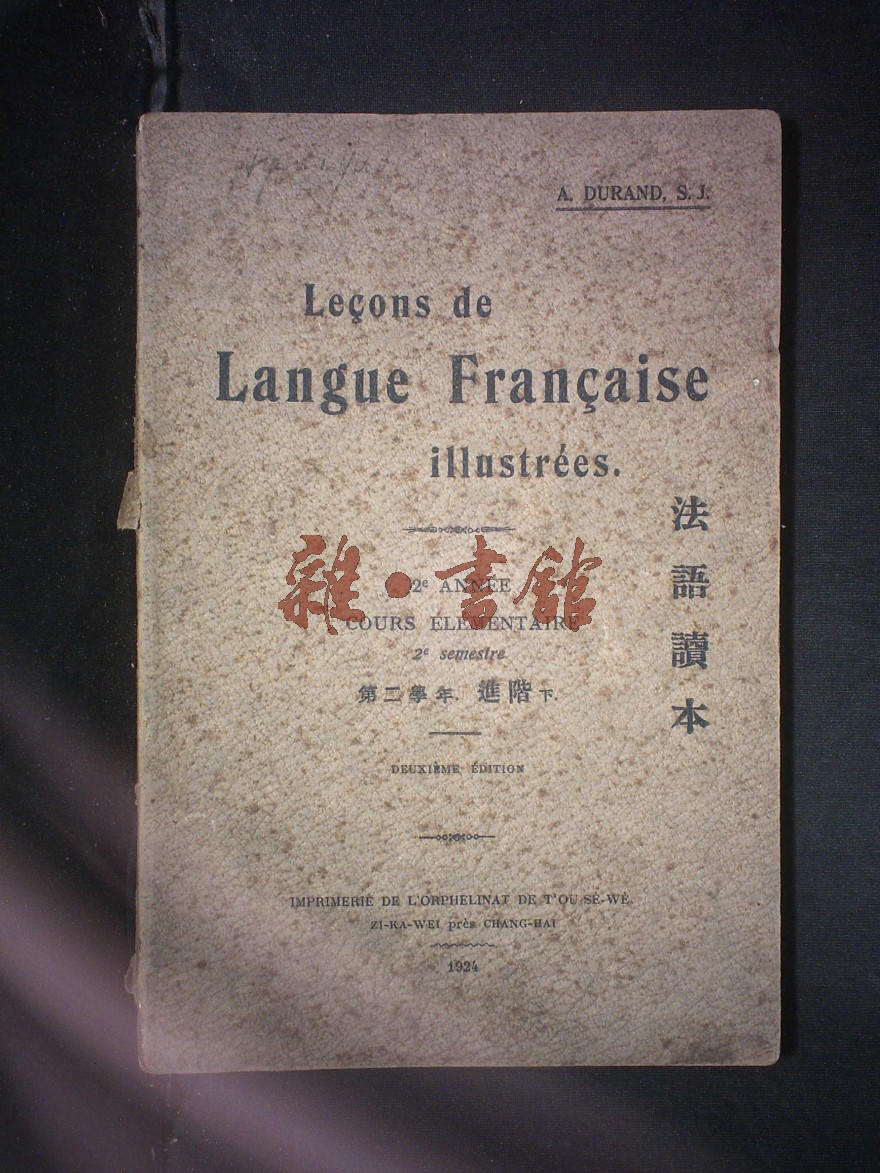 A. DURAND, S. J.
Leçons de
Langue Française
illustrées.
法語讀本
雜·書館
2e ANNÉE
COURS ÉLÉMENTAIRE
2e semestre
第二學年. 進階下.
DEUXIÈME ÉDITION
IMPRIMERIE DE L'ORPHELINAT DE T'OU-SÈ-WÈ.
ZI-KA-WEI près CHANG-HAI
1924